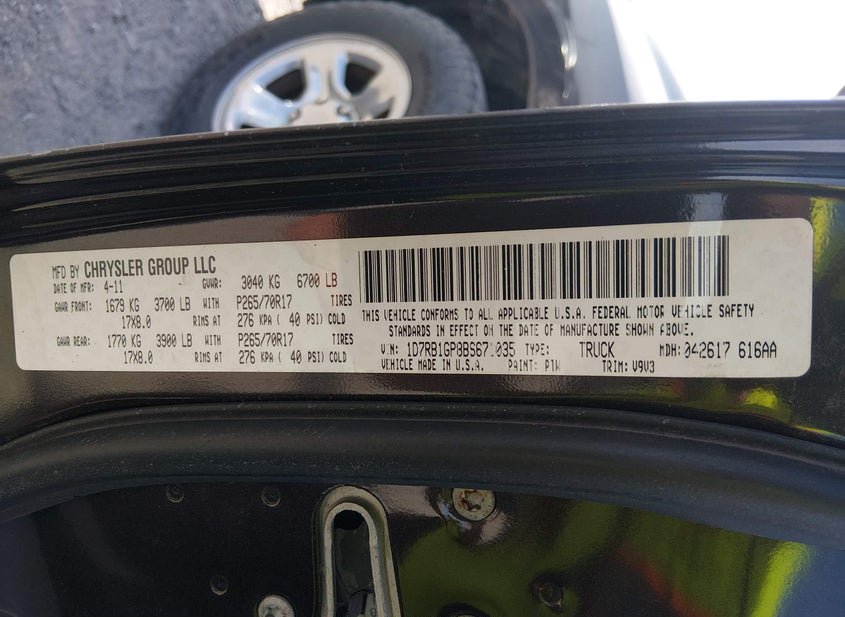 MFD BY CHRYSLER GROUP LLC
DATE OF MFR: 4-11 GVWR: 3040 KG 6700 LB
GAWR FRONT: 1679 KG 3700 LB WITH P265/70R17 TIRES
17X8.0 RIMS AT 276 KPA ( 40 PSI) COLD
GAWR REAR: 1770 KG 3900 LB WITH P265/70R17 TIRES
17X8.0 RIMS AT 276 KPA ( 40 PSI) COLD
THIS VEHICLE CONFORMS TO ALL APPLICABLE U.S.A. FEDERAL MOTOR VEHICLE SAFETY
STANDARDS IN EFFECT ON THE DATE OF MANUFACTURE SHOWN ABOVE.
VIN: TYPE: TRUCK MDH: 042617 616AA
VEHICLE MADE IN U.S.A. PAINT: PTW TRIM: V9V3